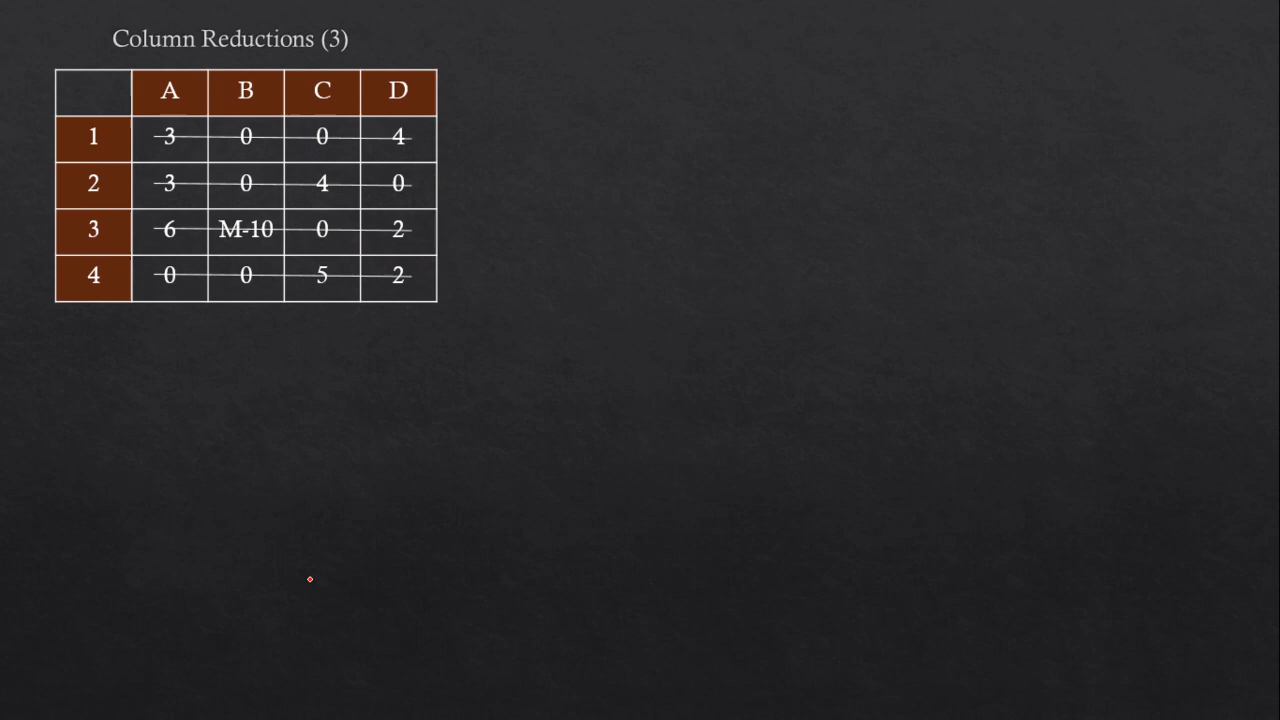 Column Reductions (3)
A B C D
1 3 0 0 4
2 3 0 4 0
3 6 M-10 0 2
4 0 0 5 2